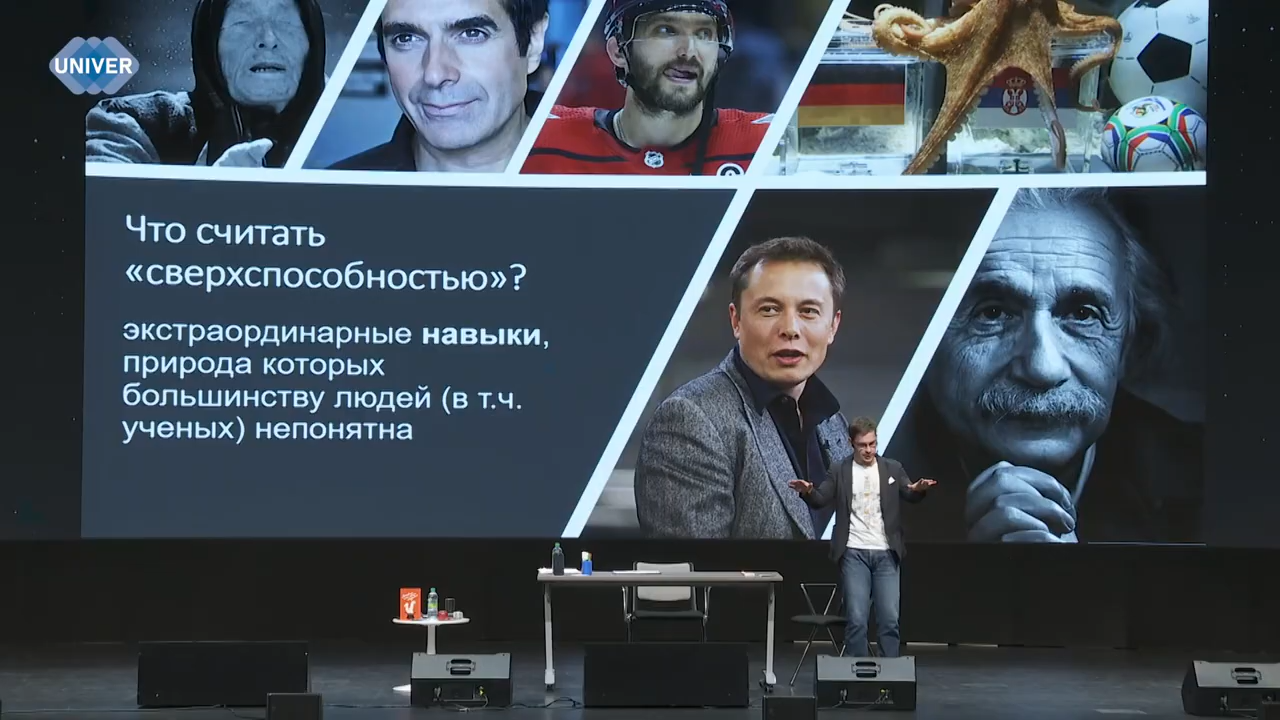 UNIVER
Что считать
«сверхспособностью»?
экстраординарные навыки,
природа которых
большинству людей (в т.ч.
ученых) непонятна